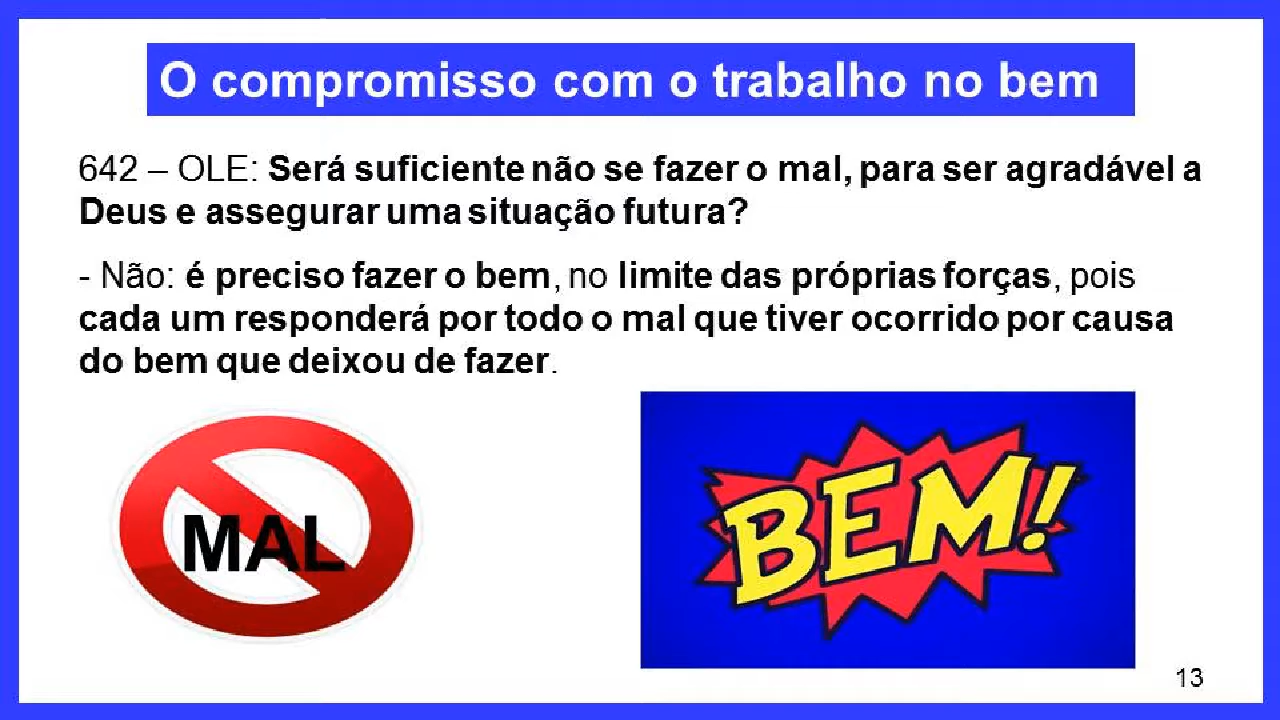 O compromisso com o trabalho no bem
642 – OLE: Será suficiente não se fazer o mal, para ser agradável a
Deus e assegurar uma situação futura?
- Não: é preciso fazer o bem, no limite das próprias forças, pois
cada um responderá por todo o mal que tiver ocorrido por causa
do bem que deixou de fazer.
MAL
BEM!
13